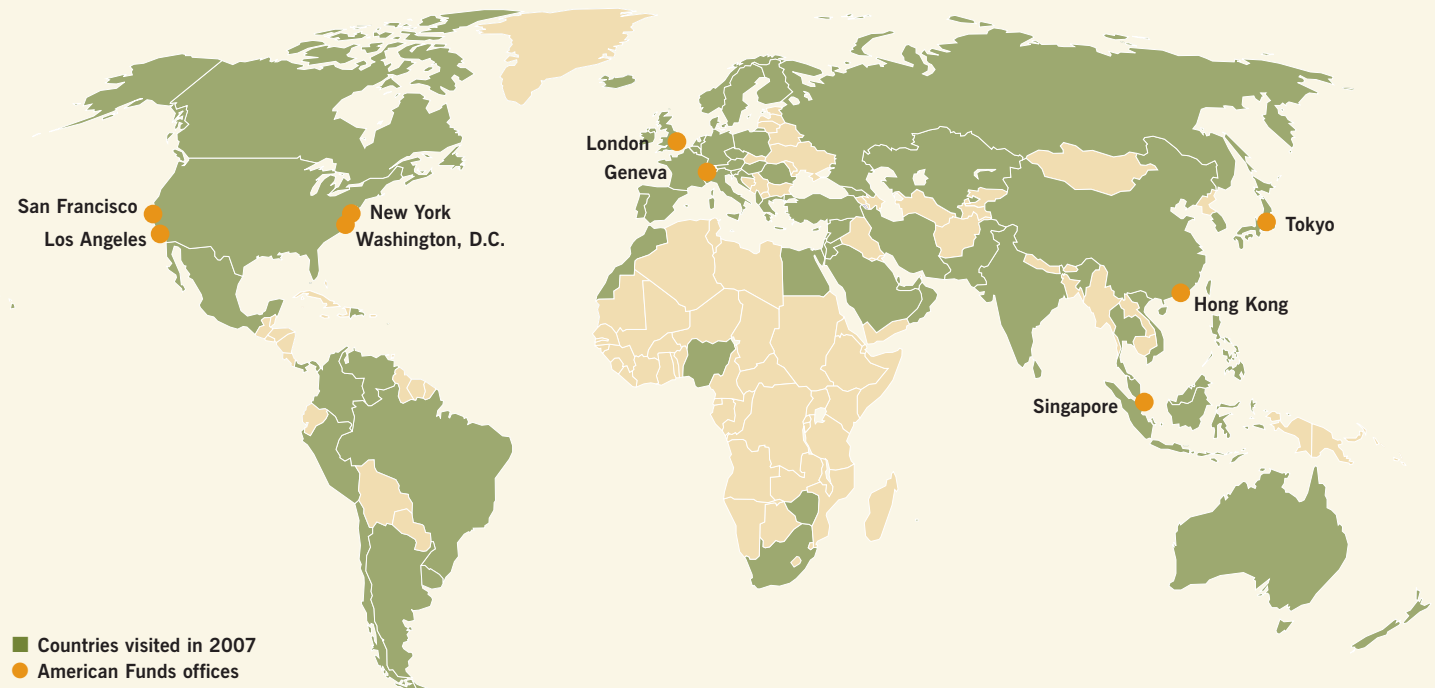 London
Geneva
San Francisco
New York
Los Angeles
Washington, D.C.
Tokyo
Hong Kong
Singapore
Countries visited in 2007
American Funds offices